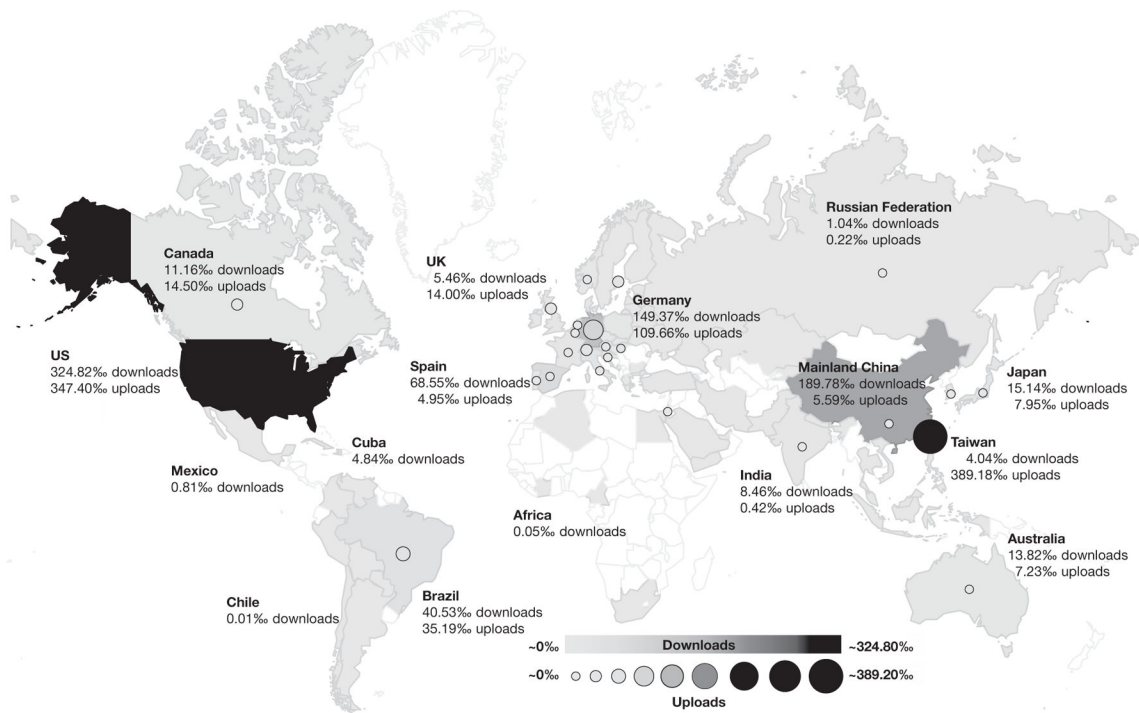 Russian Federation
1.04‰ downloads
0.22‰ uploads
Canada
11.16‰ downloads
14.50‰ uploads
UK
5.46‰ downloads
14.00‰ uploads
Germany
149.37‰ downloads
109.66‰ uploads
US
324.82‰ downloads
347.40‰ uploads
Spain
68.55‰ downloads
4.95‰ uploads
Mainland China
189.78‰ downloads
5.59‰ uploads
Japan
15.14‰ downloads
7.95‰ uploads
Cuba
4.84‰ downloads
Taiwan
4.04‰ downloads
389.18‰ uploads
Mexico
0.81‰ downloads
India
8.46‰ downloads
0.42‰ uploads
Africa
0.05‰ downloads
Australia
13.82‰ downloads
7.23‰ uploads
Chile
0.01‰ downloads
Brazil
40.53‰ downloads
35.19‰ uploads
~0‰ Downloads ~324.80‰
~0‰ ~389.20‰
Uploads